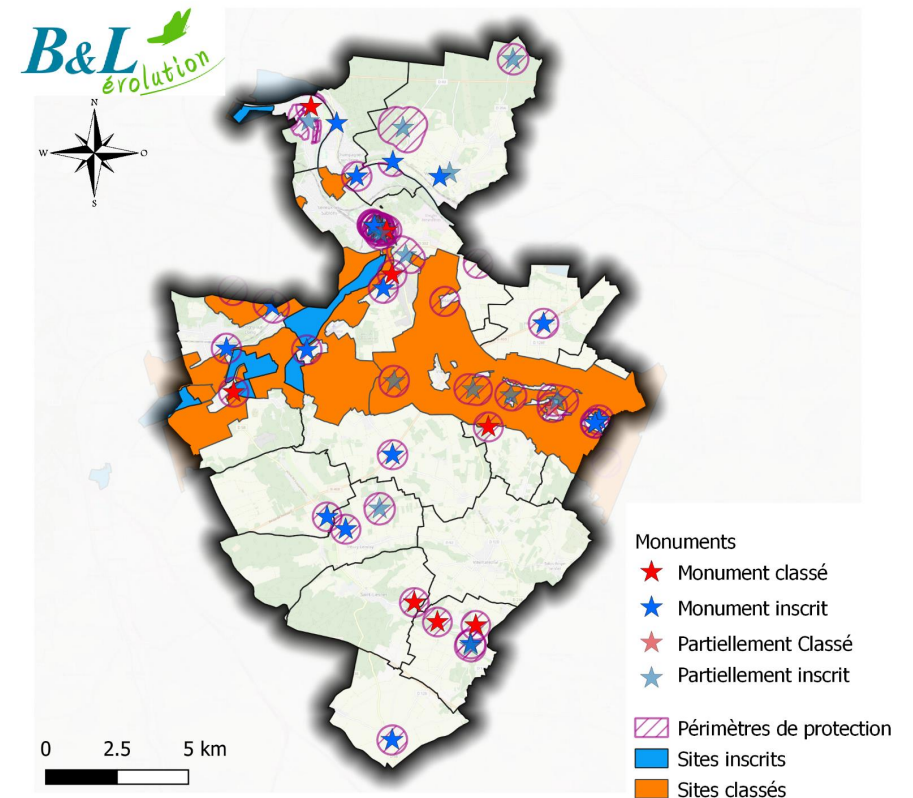 B&L
évolution
N
W
O
S
Monuments
Monument classé
Monument inscrit
Partiellement Classé
Partiellement inscrit
Périmètres de protection
Sites inscrits
Sites classés
0 2.5 5 km